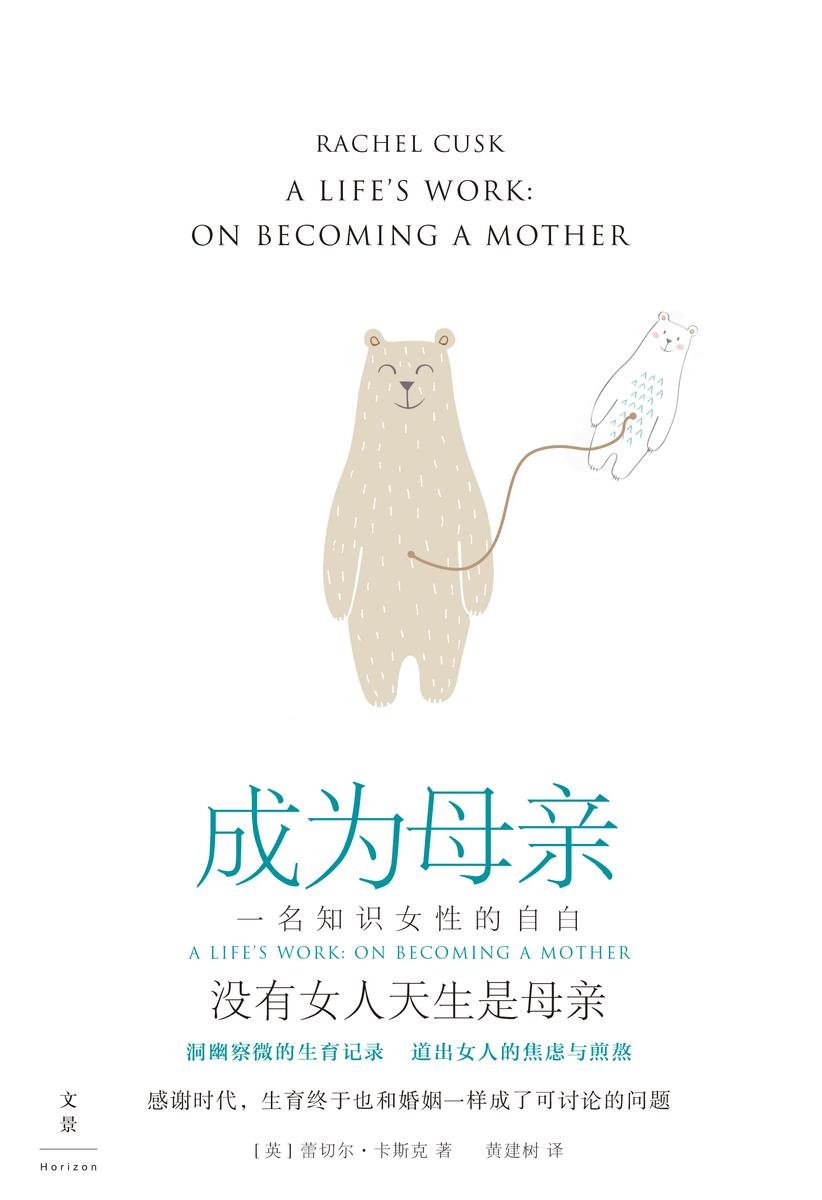 RACHEL CUSK
A LIFE'S WORK:
ON BECOMING A MOTHER
成为母亲
一名知识女性的自白
A LIFE'S WORK: ON BECOMING A MOTHER
没有女人天生是母亲
洞幽察微的生育记录 道出女人的焦虑与煎熬
感谢时代，生育终于也和婚姻一样成了可讨论的问题
[英] 蕾切尔·卡斯克 著 黄建树 译
文
景
Horizon